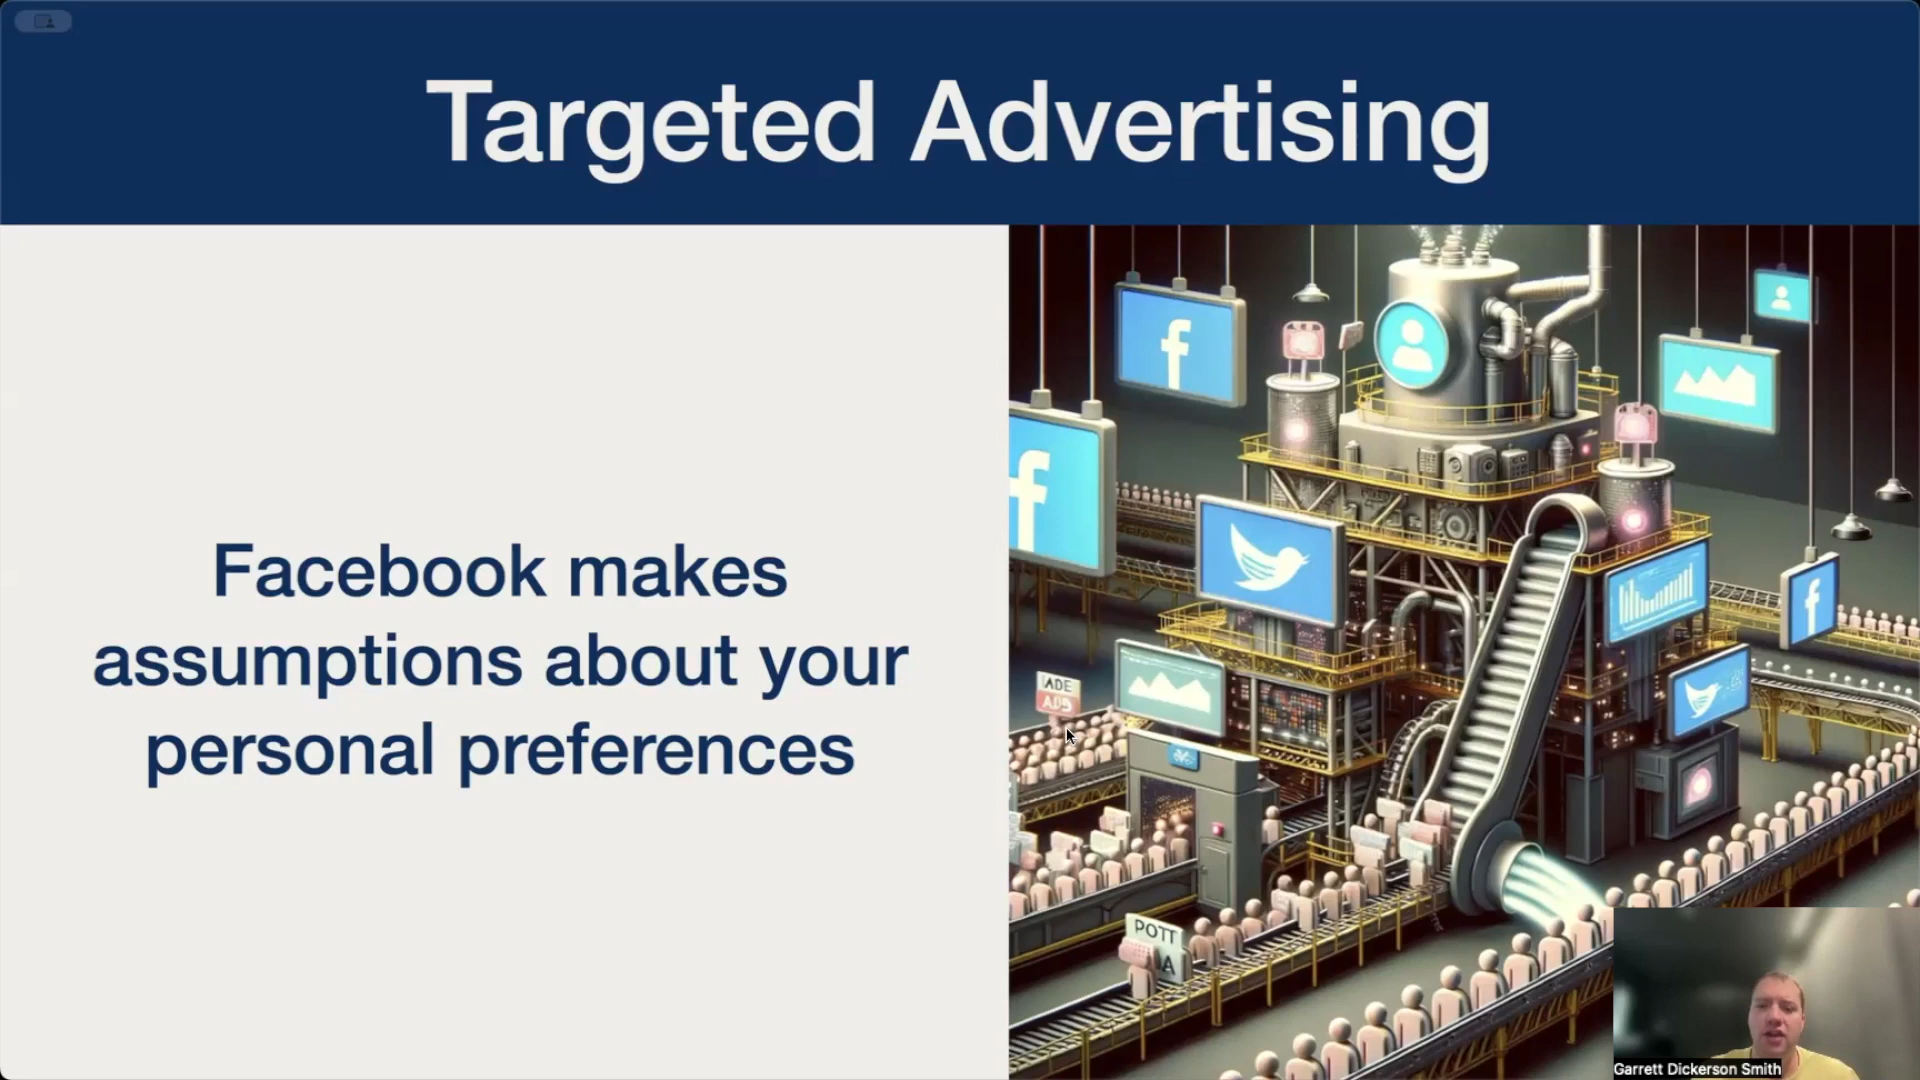 Targeted Advertising
Facebook makes
assumptions about your
personal preferences
ADE
ADS
POTT
A
Garrett Dickerson Smith